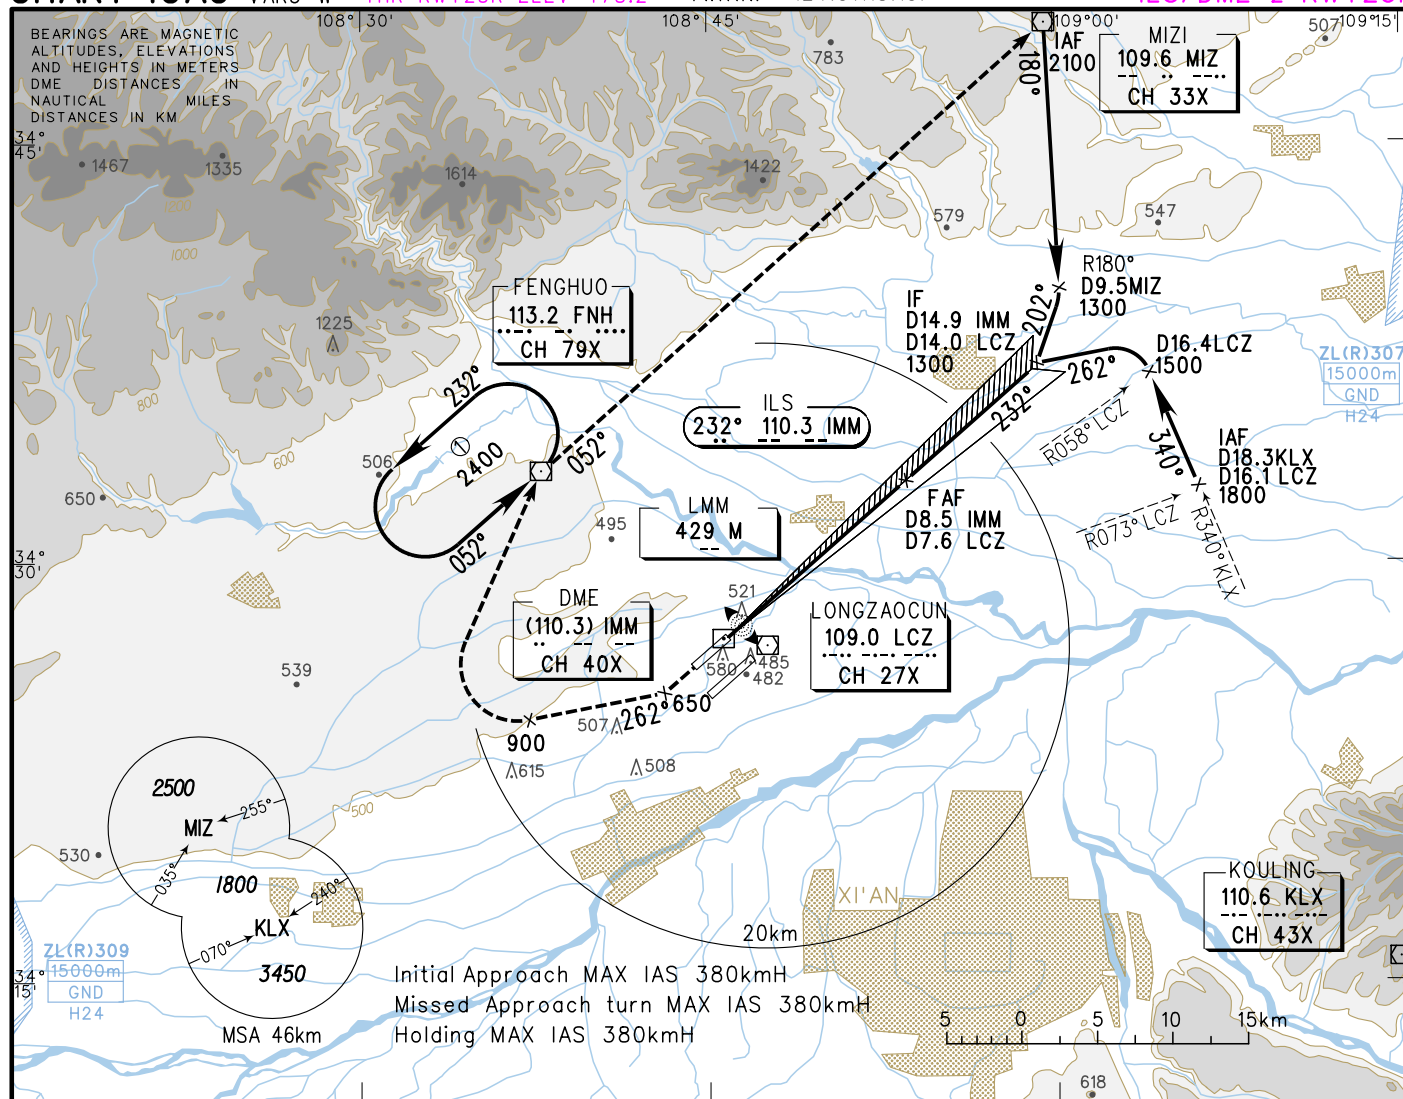 108°30'
108°45'
109°00'
109°15'
BEARINGS ARE MAGNETIC
ALTITUDES, ELEVATIONS
AND HEIGHTS IN METERS
DME DISTANCES IN
NAUTICAL MILES
DISTANCES IN KM
34°
45'
1467
1335
1614
1422
783
507
579
547
1000
800
600
500
1225
IAF
2100
180°
MIZI
109.6 MIZ
CH 33X
R180°
D9.5MIZ
1300
202°
FENGHUO
113.2 FNH
CH 79X
IF
D14.9 IMM
D14.0 LCZ
1300
D16.4LCZ
1500
262°
232°
ZL(R)307
15000m
GND
H24
ILS
232° 110.3 IMM
R058° LCZ
340°
IAF
D18.3KLX
D16.1 LCZ
1800
R073° LCZ
R340° KLX
232°
2400
052°
052°
506
650
495
LMM
429 M
FAF
D8.5 IMM
D7.6 LCZ
34°
30'
DME
(110.3) IMM
CH 40X
521
580
485
482
LONGZAOCUN
109.0 LCZ
CH 27X
539
262°
650
900
507
615
508
2500
MIZ
255°
035°
530
1800
240°
KLX
070°
3450
MSA 46km
XI'AN
20km
KOULING
110.6 KLX
CH 43X
ZL(R)309
15000m
GND
H24
34°
15'
Initial Approach MAX IAS 380kmH
Missed Approach turn MAX IAS 380kmH
Holding MAX IAS 380kmH
5 0 5 10 15km
618